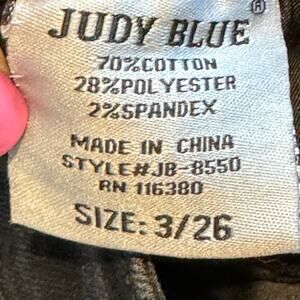 JUDY BLUE®
70%COTTON
28%POLYESTER
2%SPANDEX
MADE IN CHINA
STYLE#JB-8550
RN 116380
SIZE: 3/26